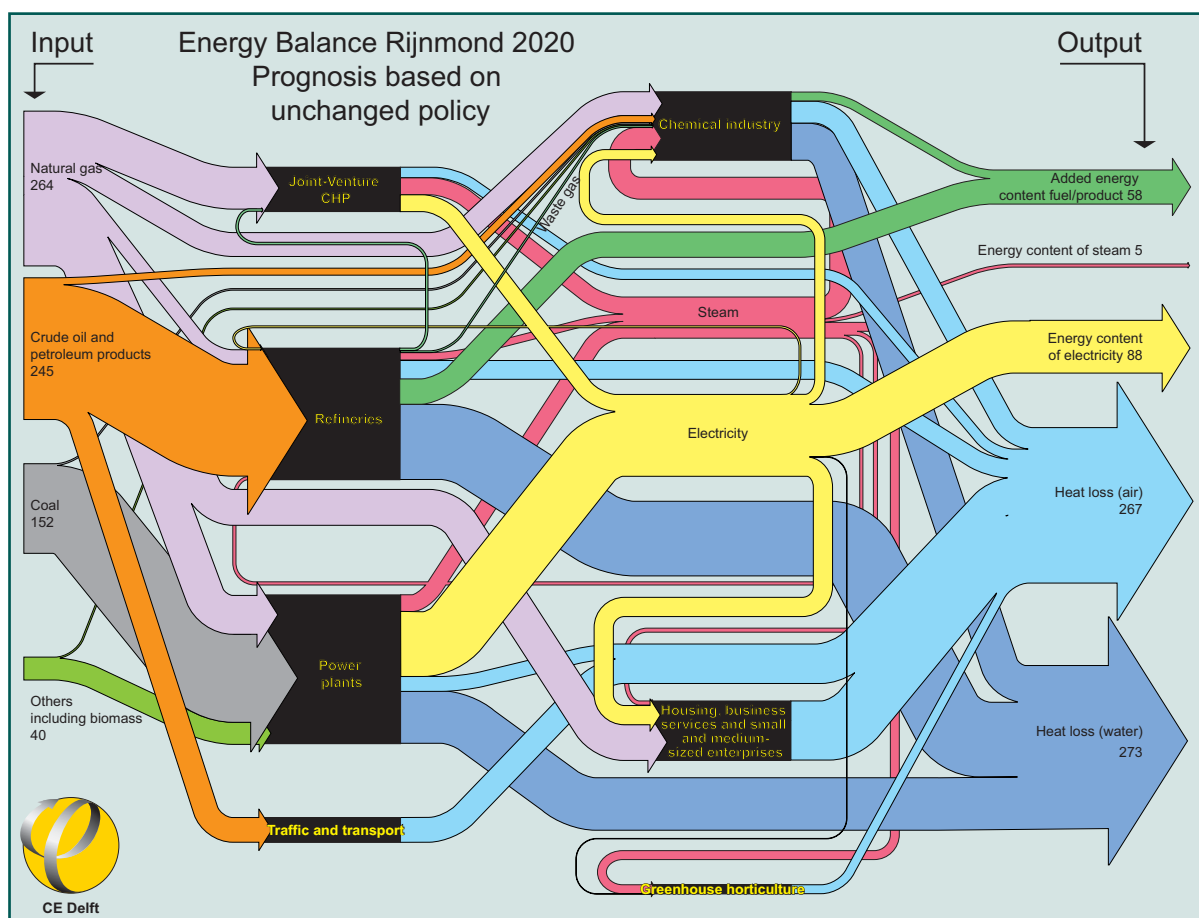 Input
Energy Balance Rijnmond 2020
Prognosis based on
unchanged policy
Output
Natural gas
264
Joint-Venture
CHP
Chemical industry
Waste gas
Added energy
content fuel/product 58
Energy content of steam 5
Steam
Crude oil and
petroleum products
245
Energy content
of electricity 88
Refineries
Electricity
Coal
152
Heat loss (air)
267
Power
plants
Others
including biomass
40
Housing, business
services and small
and medium-
sized enterprises
Heat loss (water)
273
Traffic and transport
Greenhouse horticulture
CE Delft